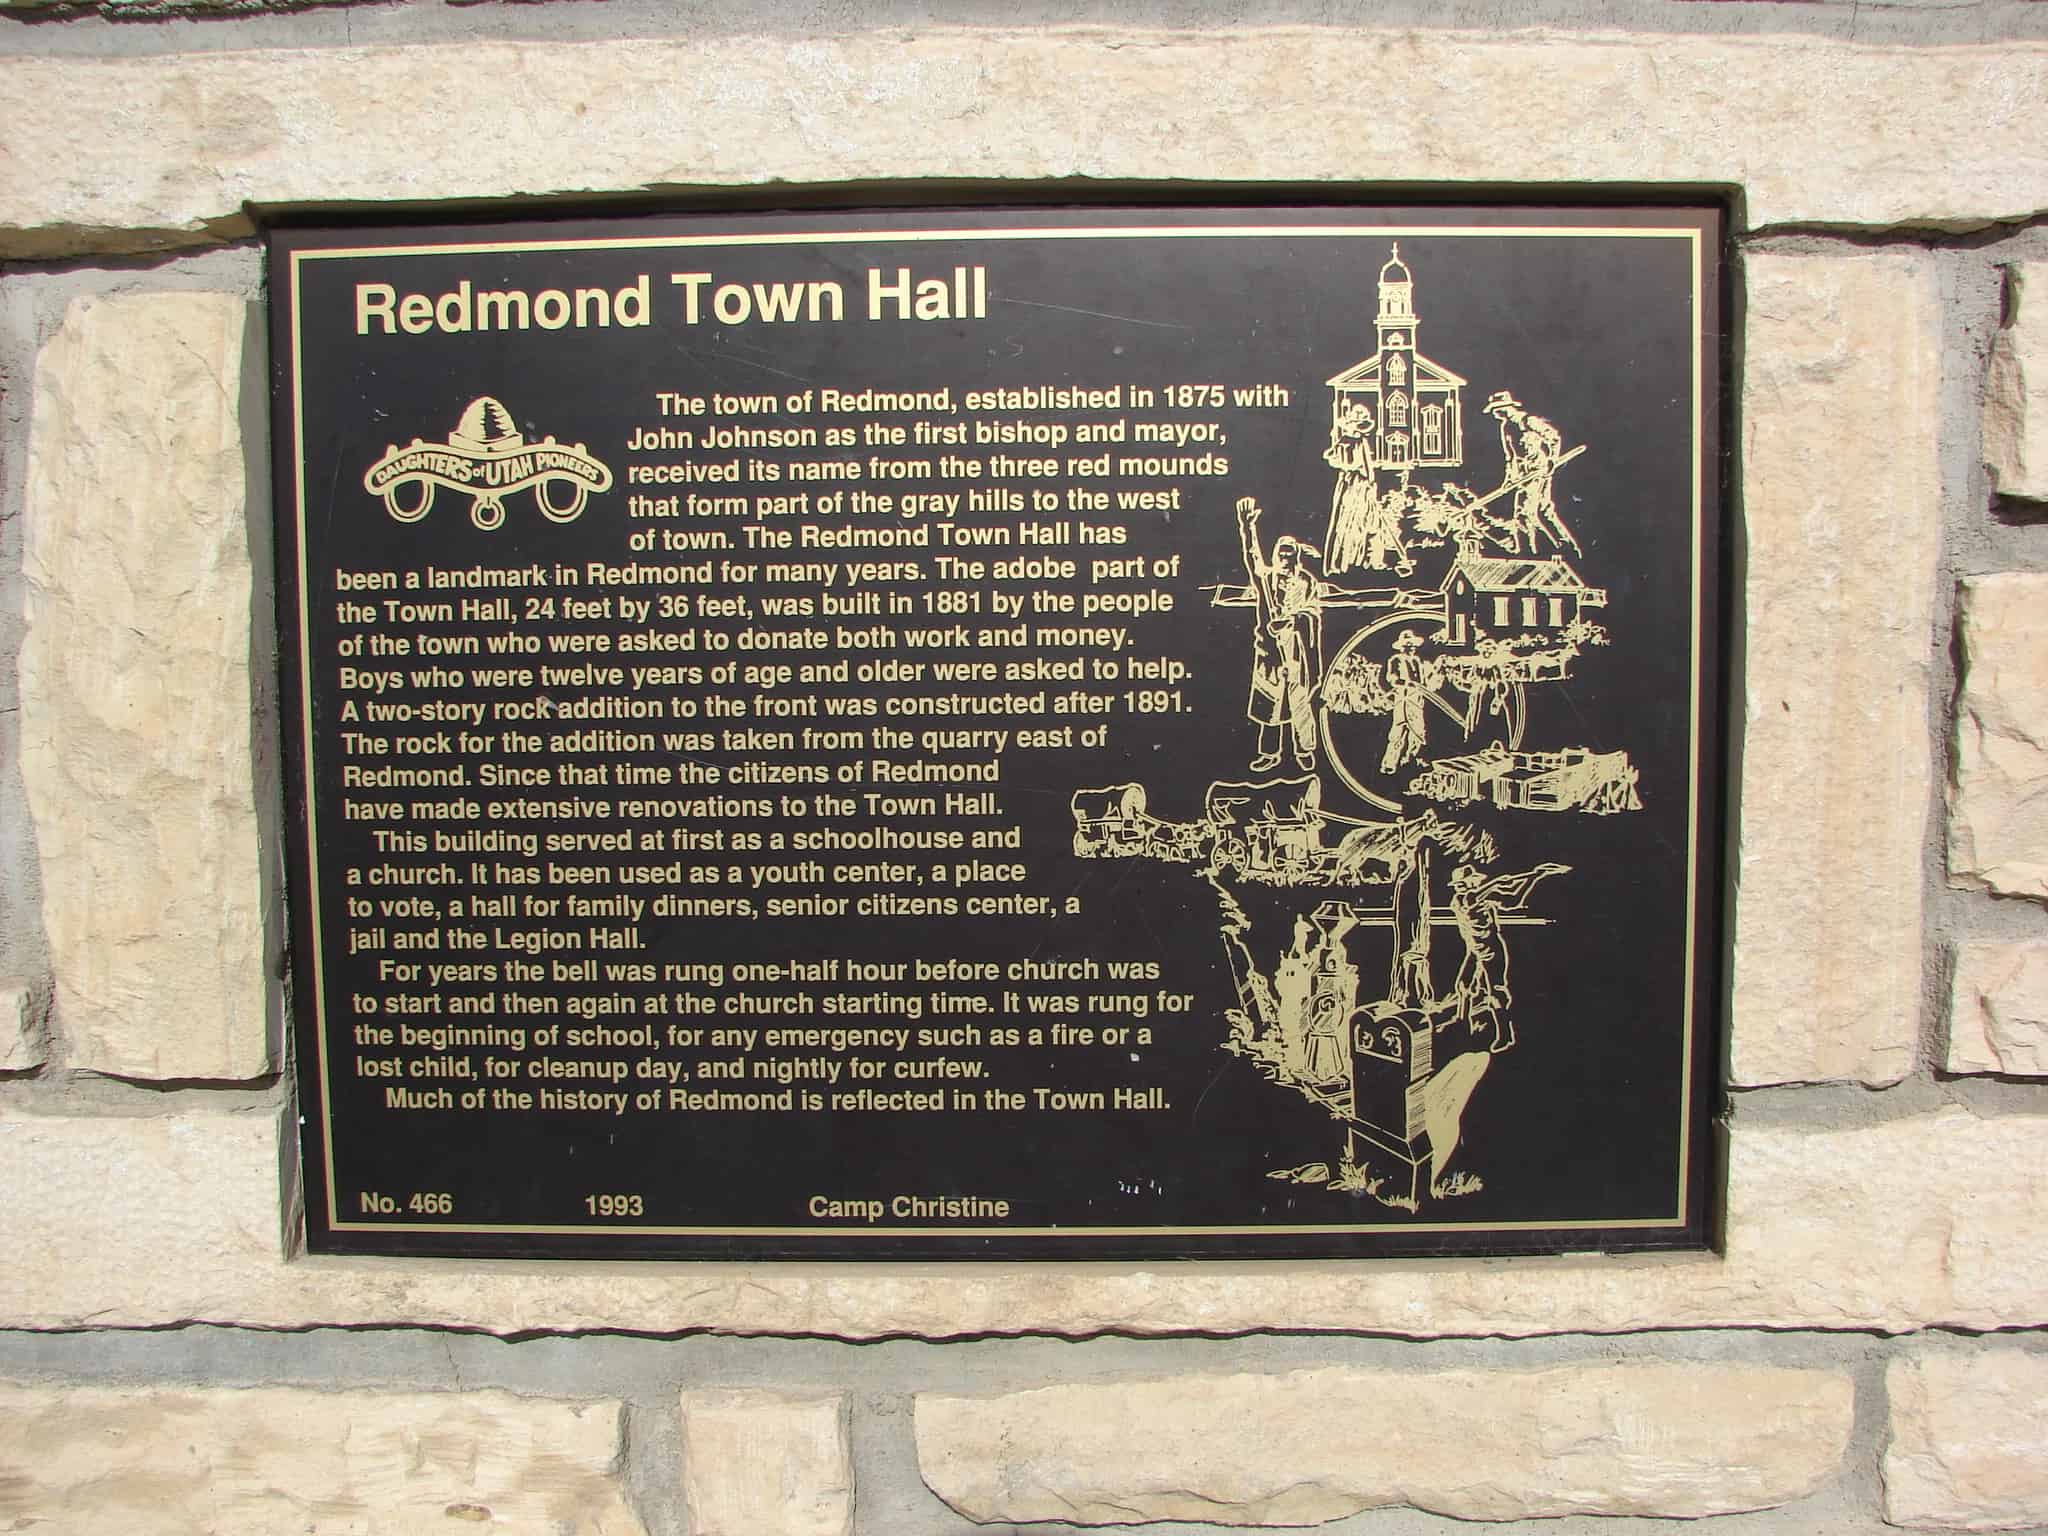 Redmond Town Hall
DAUGHTERS of UTAH PIONEERS
The town of Redmond, established in 1875 with
John Johnson as the first bishop and mayor,
received its name from the three red mounds
that form part of the gray hills to the west
of town. The Redmond Town Hall has
been a landmark in Redmond for many years. The adobe part of
the Town Hall, 24 feet by 36 feet, was built in 1881 by the people
of the town who were asked to donate both work and money.
Boys who were twelve years of age and older were asked to help.
A two-story rock addition to the front was constructed after 1891.
The rock for the addition was taken from the quarry east of
Redmond. Since that time the citizens of Redmond
have made extensive renovations to the Town Hall.
This building served at first as a schoolhouse and
a church. It has been used as a youth center, a place
to vote, a hall for family dinners, senior citizens center, a
jail and the Legion Hall.
For years the bell was rung one-half hour before church was
to start and then again at the church starting time. It was rung for
the beginning of school, for any emergency such as a fire or a
lost child, for cleanup day, and nightly for curfew.
Much of the history of Redmond is reflected in the Town Hall.
No. 466 1993 Camp Christine